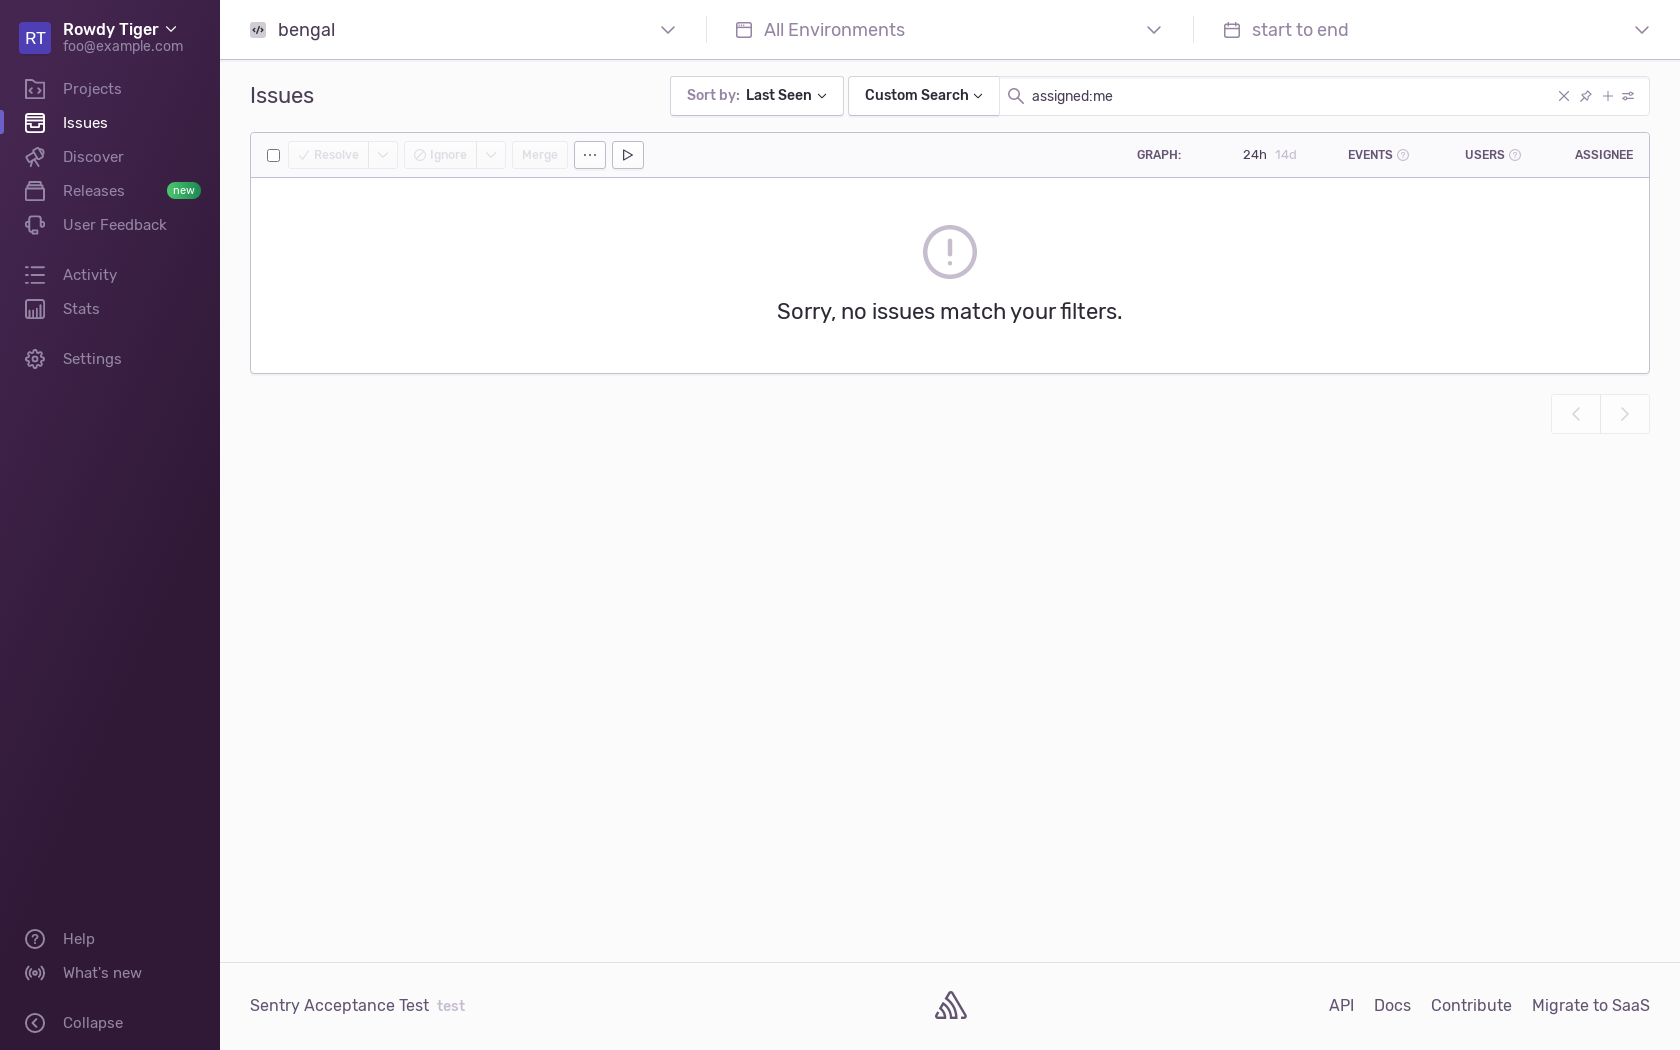 RT
Rowdy Tiger
foo@example.com
Projects
Issues
Discover
Releases
new
User Feedback
Activity
Stats
Settings
Help
What's new
Collapse
bengal
All Environments
start to end
Issues
Sort by: Last Seen
Custom Search
assigned:me
Resolve
Ignore
Merge
GRAPH:
24h 14d
EVENTS
USERS
ASSIGNEE
Sorry, no issues match your filters.
Sentry Acceptance Test test
API
Docs
Contribute
Migrate to SaaS